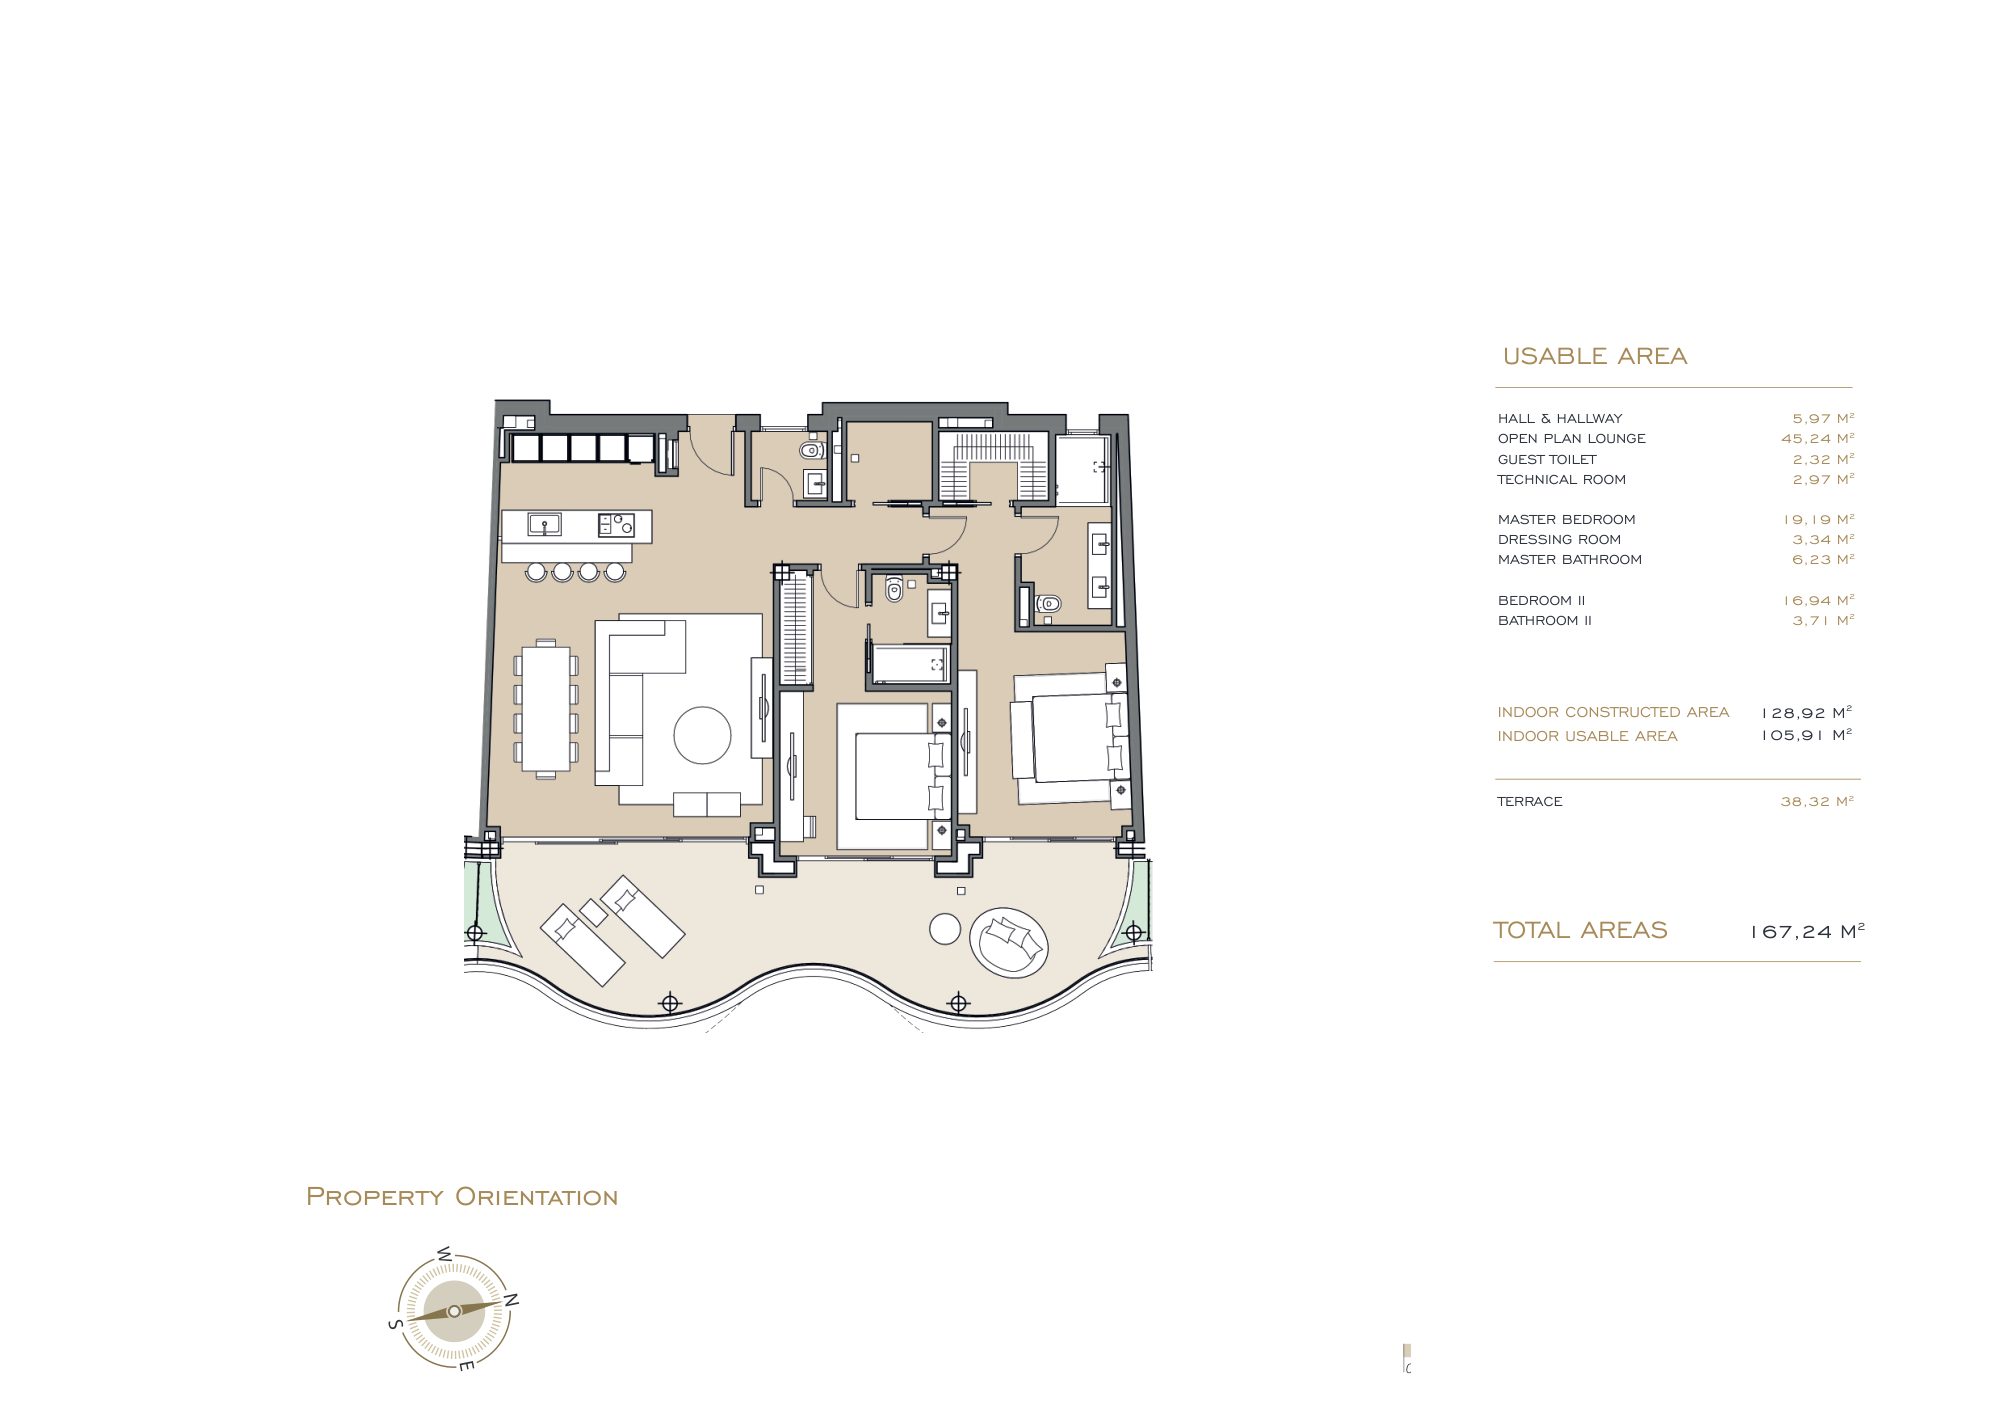 USABLE AREA
HALL & HALLWAY 5,97 M²
OPEN PLAN LOUNGE 45,24 M²
GUEST TOILET 2,32 M²
TECHNICAL ROOM 2,97 M²
MASTER BEDROOM 19,19 M²
DRESSING ROOM 3,34 M²
MASTER BATHROOM 6,23 M²
BEDROOM II 16,94 M²
BATHROOM II 3,71 M²
INDOOR CONSTRUCTED AREA 128,92 M²
INDOOR USABLE AREA 105,91 M²
TERRACE 38,32 M²
TOTAL AREAS 167,24 M²
PROPERTY ORIENTATION
W
N
S
E